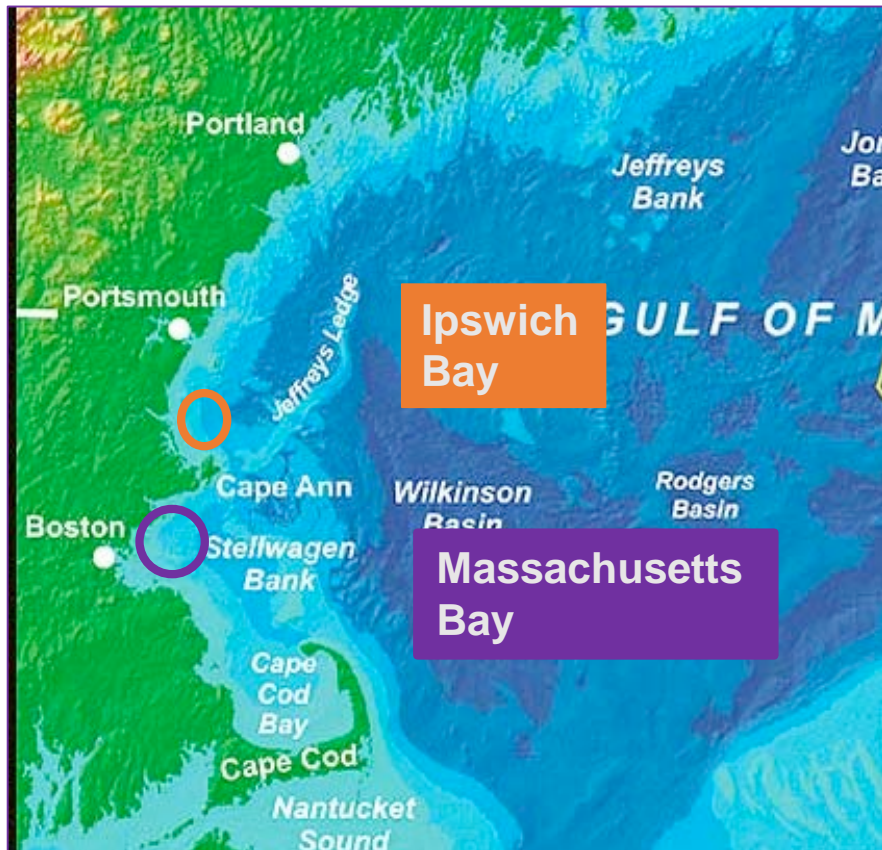 Portland
Jeffreys
Bank
Portsmouth
Jeffreys Ledge
Ipswich
Bay
GULF OF M
Cape Ann
Wilkinson
Basin
Rodgers
Basin
Boston
Stellwagen
Bank
Massachusetts
Bay
Cape
Cod
Bay
Cape Cod
Nantucket
Sound